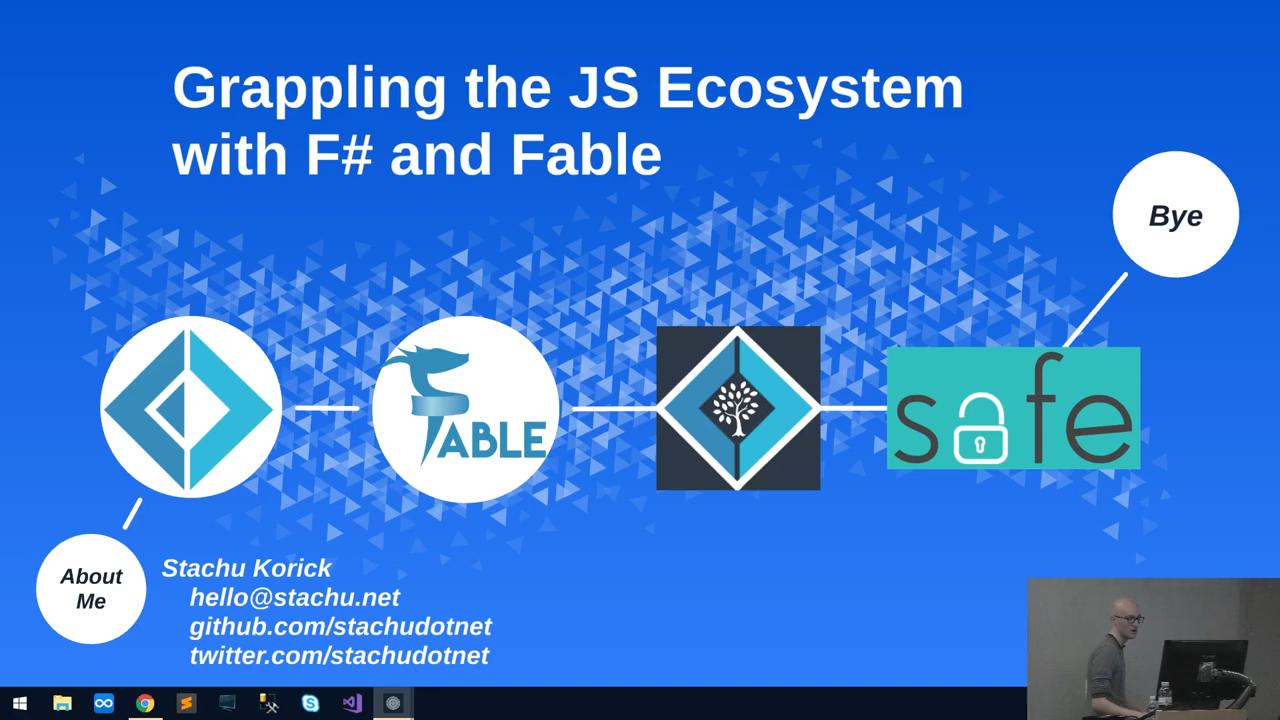 Grappling the JS Ecosystem
with F# and Fable
Bye
FABLE
safe
About
Me
Stachu Korick
hello@stachu.net
github.com/stachudotnet
twitter.com/stachudotnet